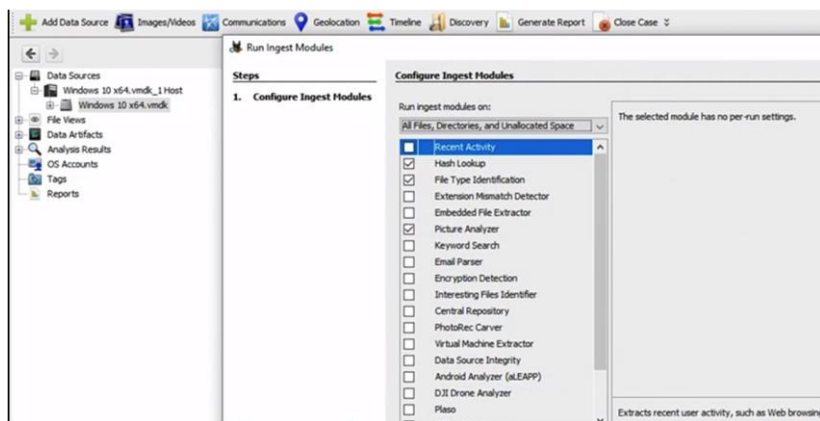 Add Data Source Images/Videos Communications Geolocation Timeline Discovery Generate Report Close Case
Run Ingest Modules
Data Sources
Windows 10 x64.vmdk_1 Host
Windows 10 x64.vmdk
File Views
Data Artifacts
Analysis Results
OS Accounts
Tags
Reports
Steps
1. Configure Ingest Modules
Configure Ingest Modules
Run ingest modules on:
All Files, Directories, and Unallocated Space
Recent Activity
Hash Lookup
File Type Identification
Extension Mismatch Detector
Embedded File Extractor
Picture Analyzer
Keyword Search
Email Parser
Encryption Detection
Interesting Files Identifier
Central Repository
PhotoRec Carver
Virtual Machine Extractor
Data Source Integrity
Android Analyzer (aLEAPP)
DJI Drone Analyzer
Plaso
The selected module has no per-run settings.
Extracts recent user activity, such as Web browsing